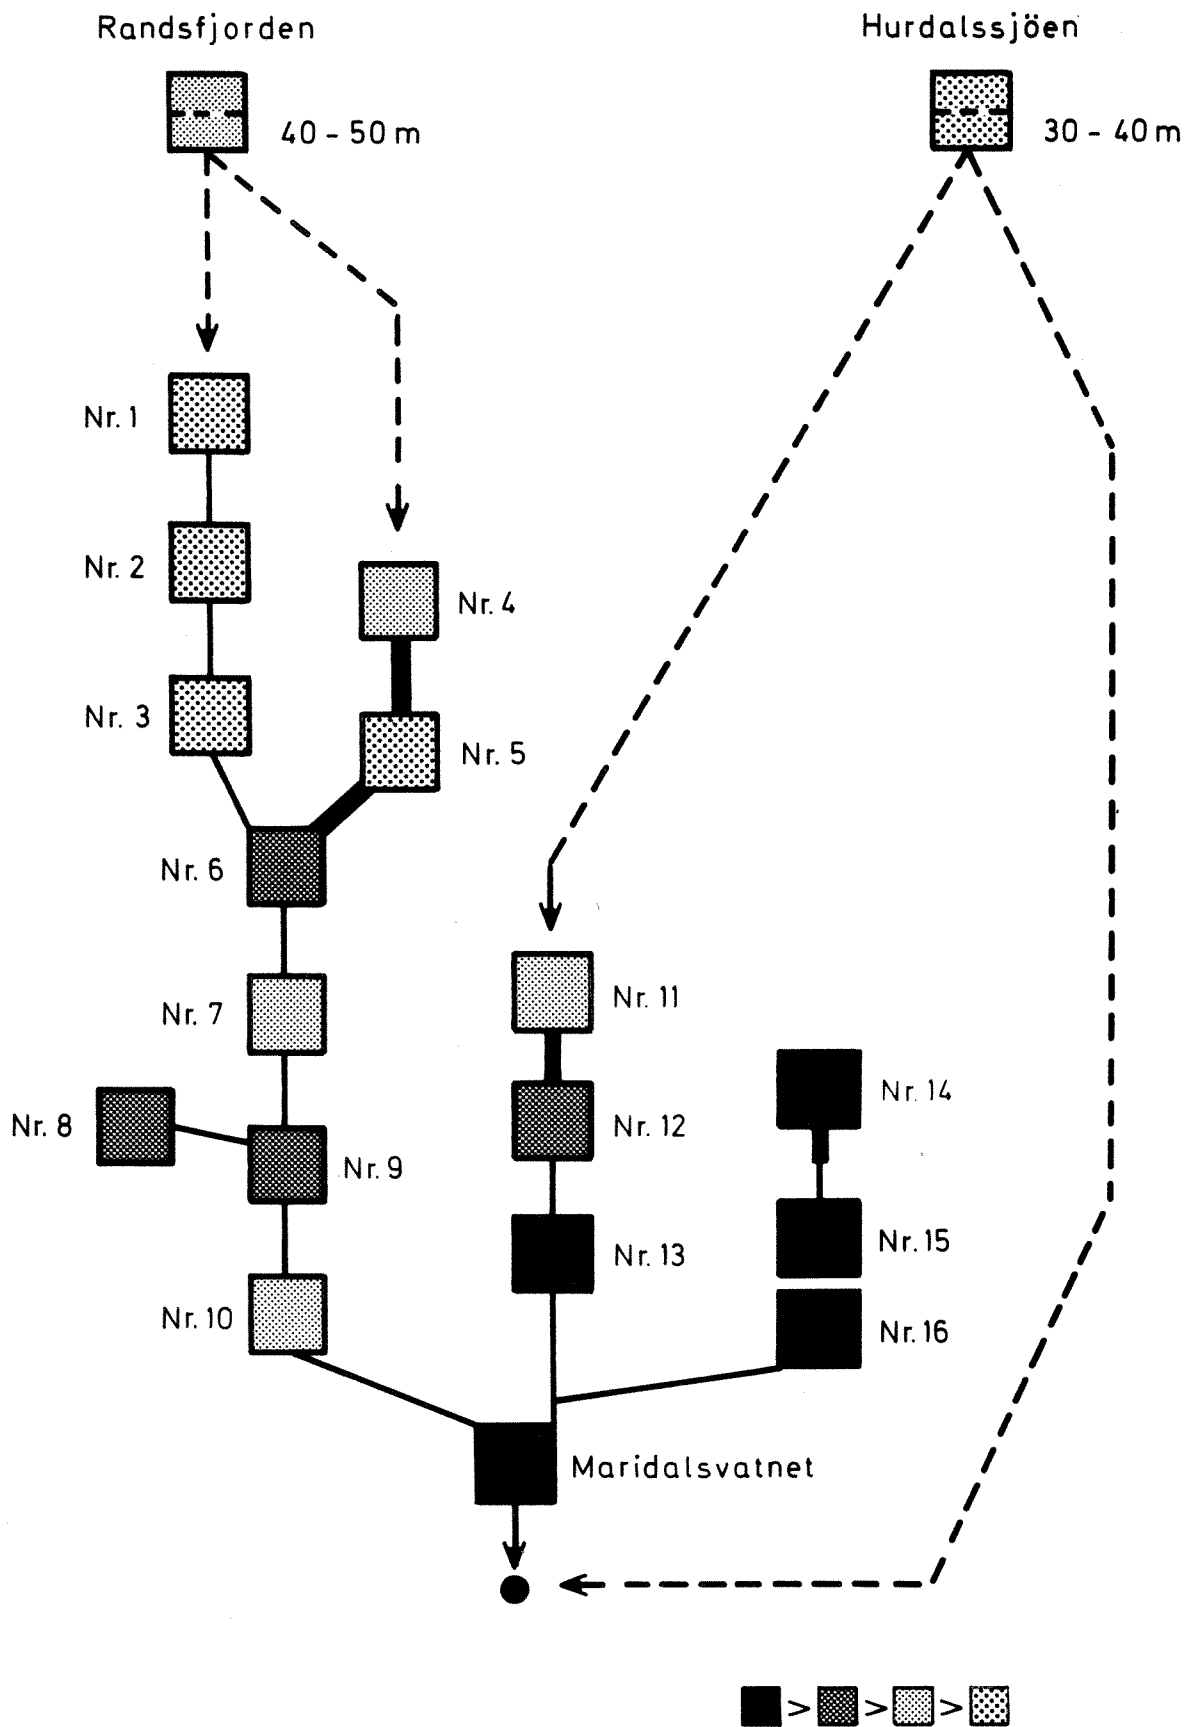 Randsfjorden
Hurdalssjöen
40 - 50 m
30 - 40 m
Nr. 1
Nr. 2
Nr. 4
Nr. 3
Nr. 5
Nr. 6
Nr. 11
Nr. 7
Nr. 14
Nr. 8
Nr. 12
Nr. 9
Nr. 15
Nr. 13
Nr. 10
Nr. 16
Maridalsvatnet
> > >